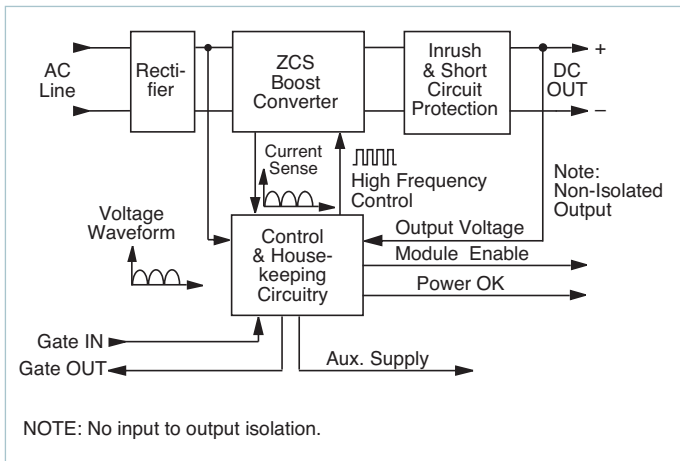 AC
Line
Recti-
fier
ZCS
Boost
Converter
Inrush
& Short
Circuit
Protection
+
DC
OUT
–
Current
Sense
High Frequency
Control
Note:
Non-Isolated
Output
Voltage
Waveform
Control
& House-
keeping
Circuitry
Output Voltage
Module Enable
Power OK
Gate IN
Gate OUT
Aux. Supply
NOTE: No input to output isolation.